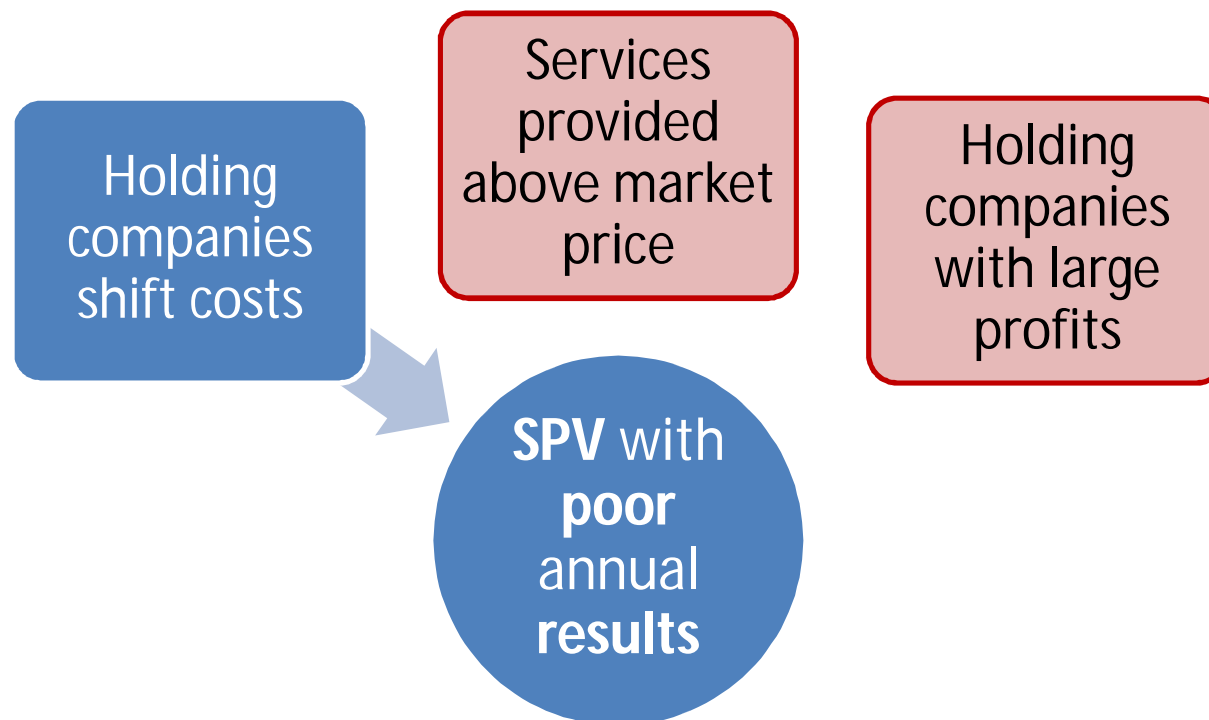 Holding
companies
shift costs
Services
provided
above market
price
Holding
companies
with large
profits
SPV with
poor
annual
results